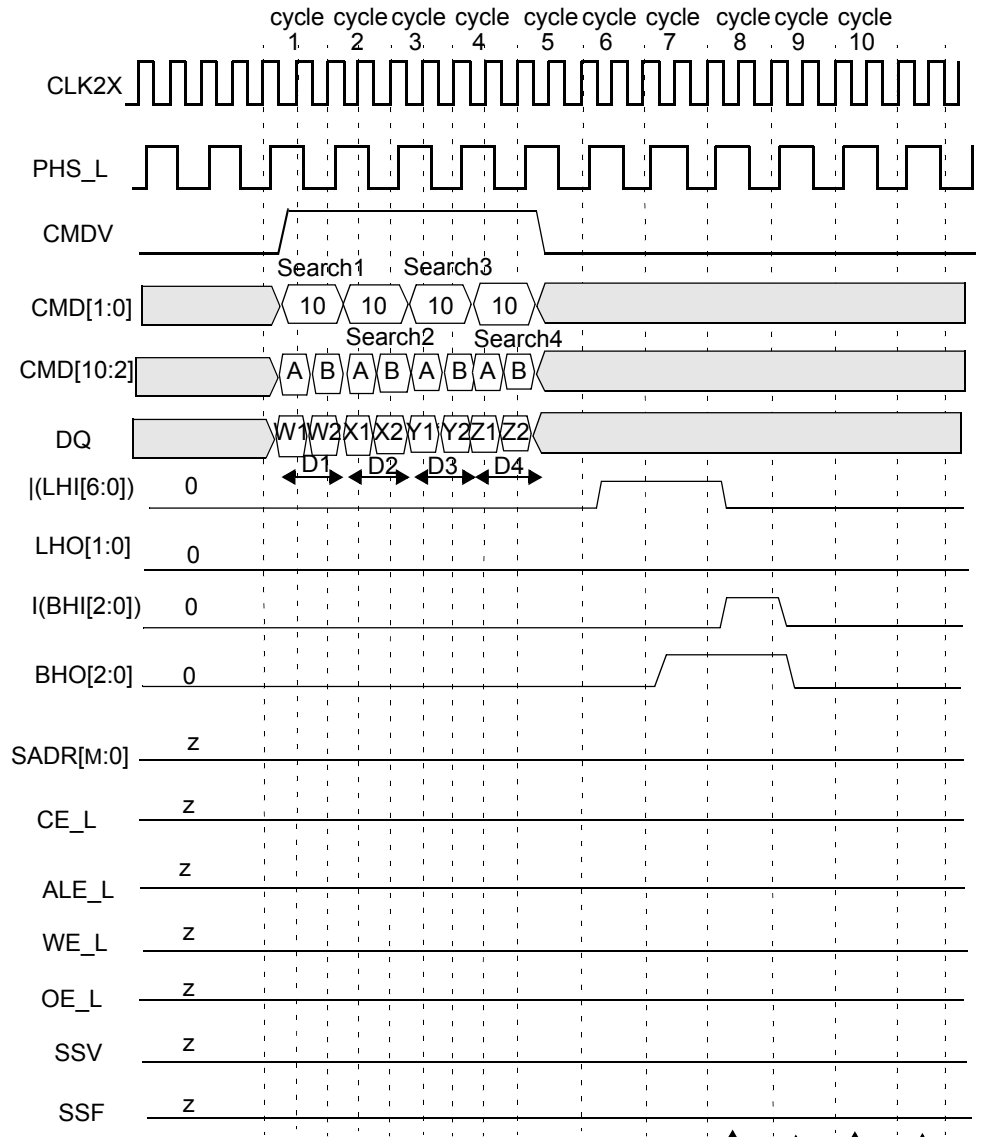 cycle cycle cycle cycle cycle cycle cycle cycle cycle cycle
1 2 3 4 5 6 7 8 9 10
CLK2X
PHS_L
CMDV
Search1 Search3
CMD[1:0] 10 10 10 10
Search2 Search4
CMD[10:2] A B A B A B A B
DQ W1 W2 X1 X2 Y1 Y2 Z1 Z2
D1 D2 D3 D4
|(LHI[6:0]) 0
LHO[1:0] 0
I(BHI[2:0]) 0
BHO[2:0] 0
SADR[M:0] z
CE_L z
ALE_L z
WE_L z
OE_L z
SSV z
SSF z